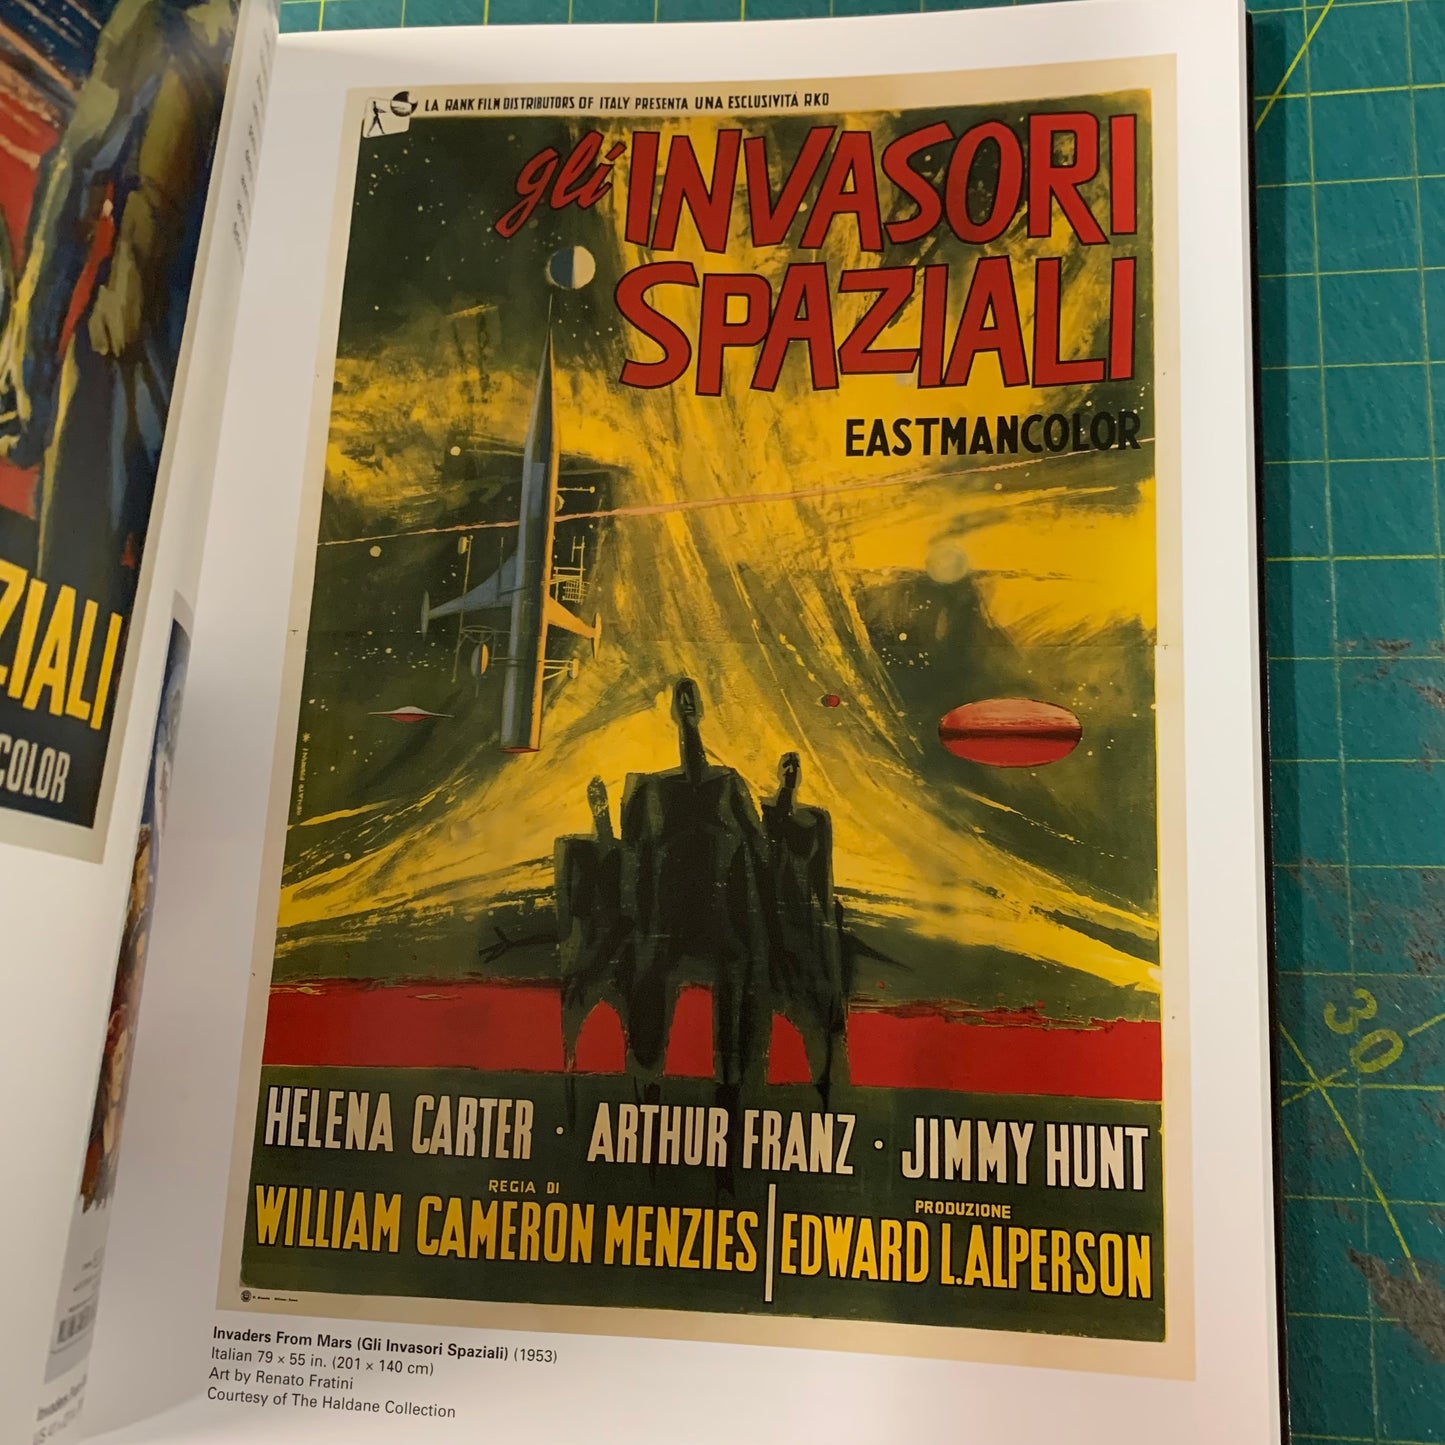 LA RANK FILM DISTRIBUTORS OF ITALY PRESENTA UNA ESCLUSIVITÀ RKO
gli INVASORI
SPAZIALI
EASTMANCOLOR
HELENA CARTER · ARTHUR FRANZ · JIMMY HUNT
REGIA DI
WILLIAM CAMERON MENZIES
PRODUZIONE
EDWARD L. ALPERSON
Invaders From Mars (Gli Invasori Spaziali) (1953)
Italian 79 × 55 in. (201 × 140 cm)
Art by Renato Fratini
Courtesy of The Haldane Collection
ZIALI
COLOR
30